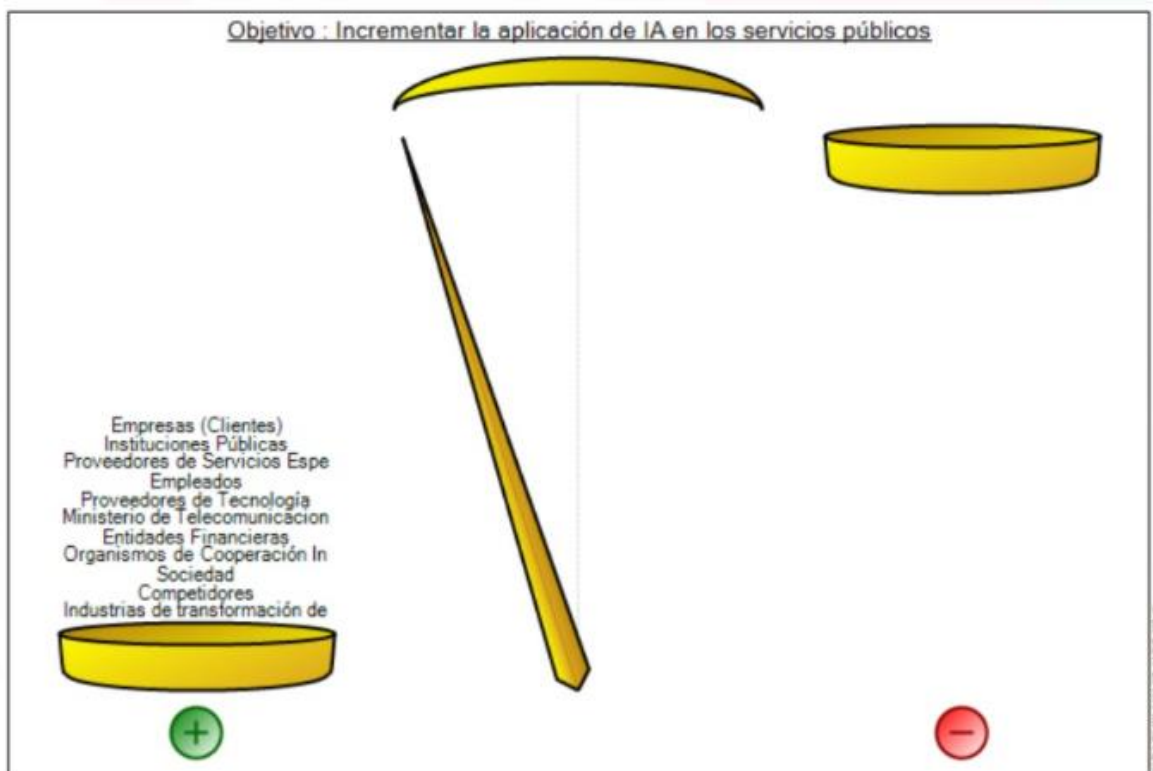 Objetivo : Incrementar la aplicación de IA en los servicios públicos
Empresas (Clientes)
Instituciones Públicas
Proveedores de Servicios Espe
Empleados
Proveedores de Tecnología
Ministerio de Telecomunicacion
Entidades Financieras
Organismos de Cooperación In
Sociedad
Competidores
Industrias de transformación de